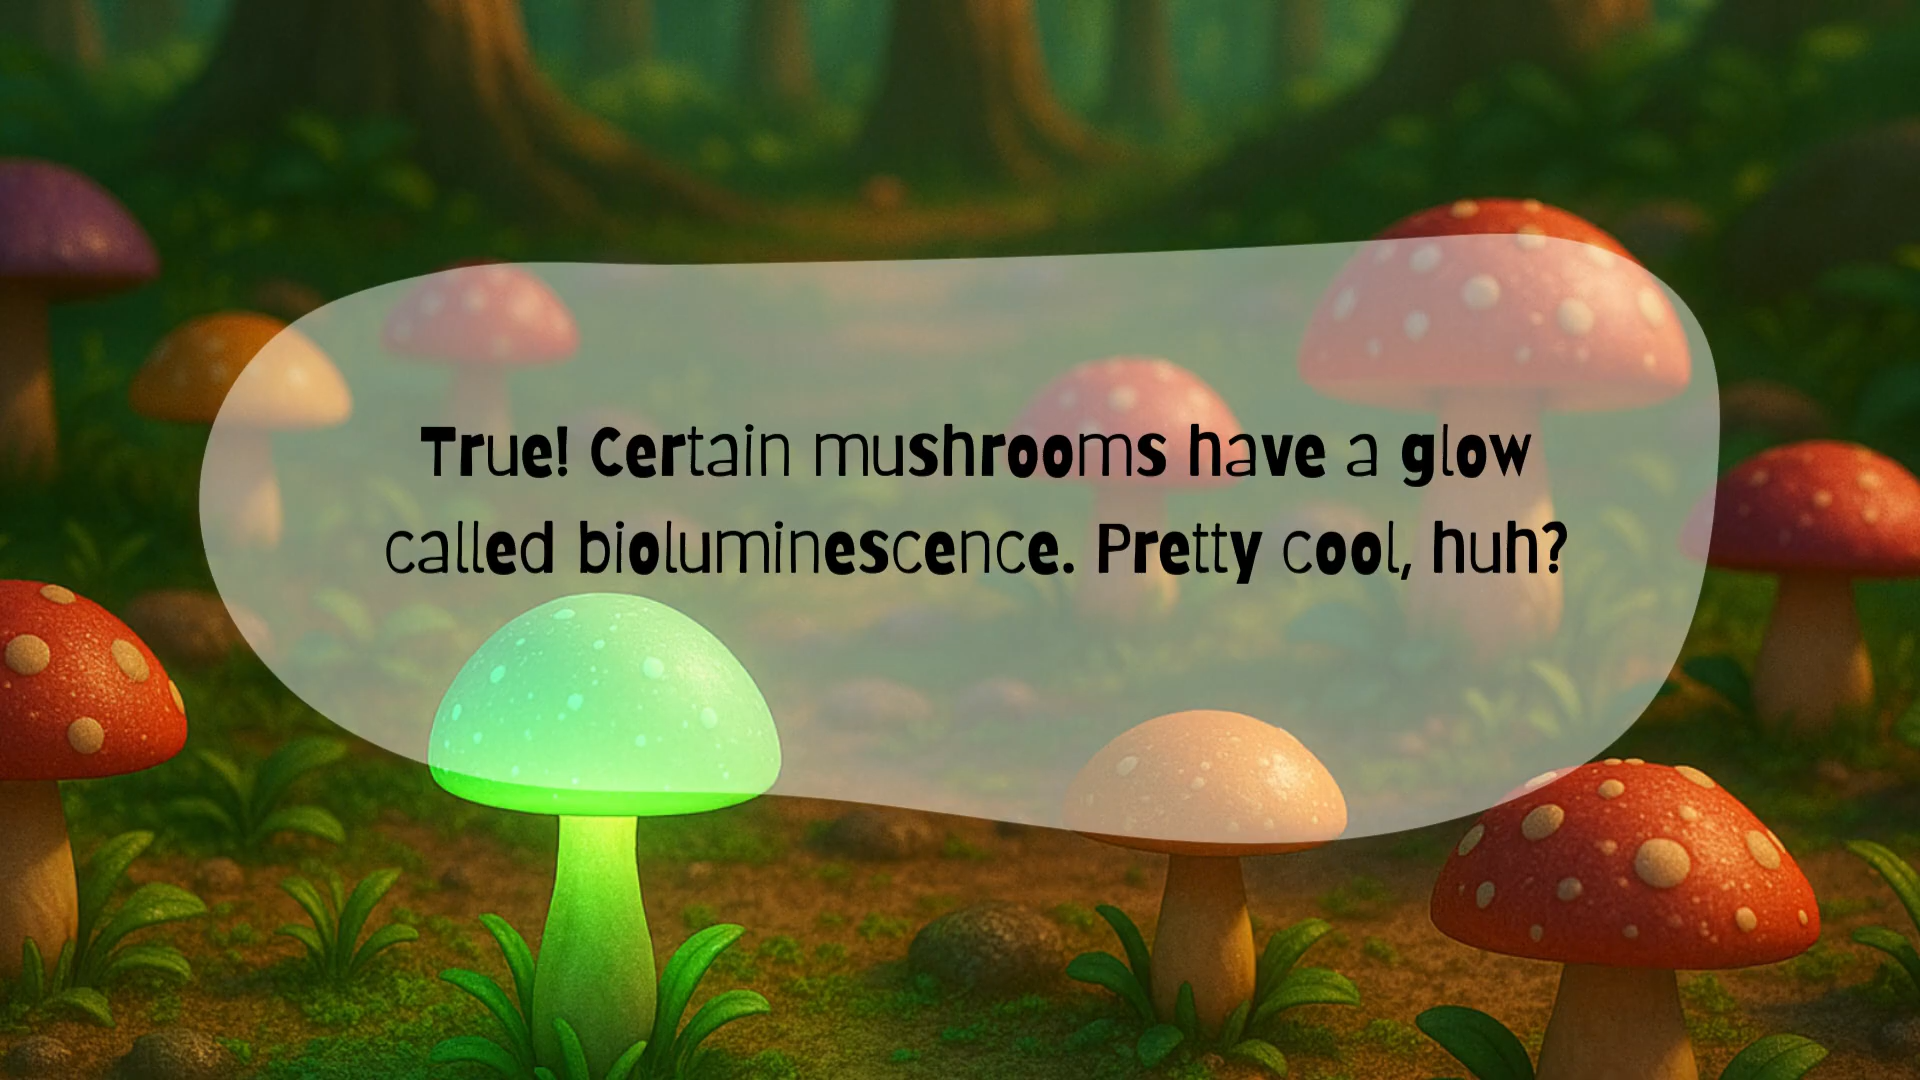 True! Certain mushrooms have a glow
called bioluminescence. Pretty cool, huh?